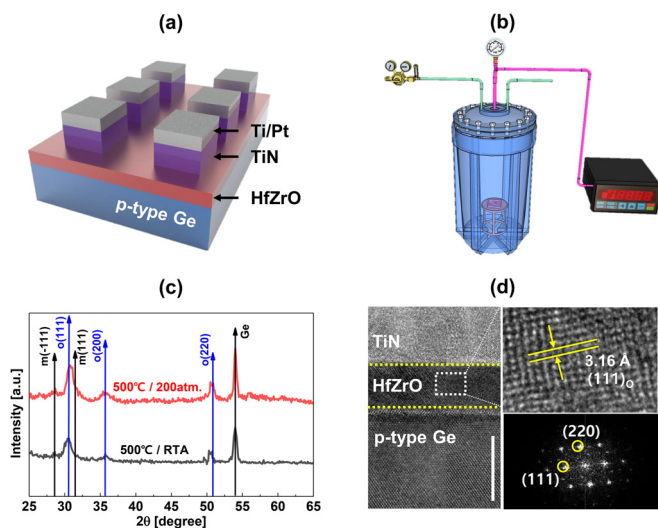 (a)
Ti/Pt
TiN
HfZrO
p-type Ge
(b)
(c)
Intensity [a.u.]
m(-111)
o(111)
m(111)
o(200)
o(220)
Ge
500℃ / 200atm.
500℃ / RTA
25 30 35 40 45 50 55 60 65
2θ [degree]
(d)
TiN
HfZrO
p-type Ge
3.16 Å
(111)O
(220)
(111)